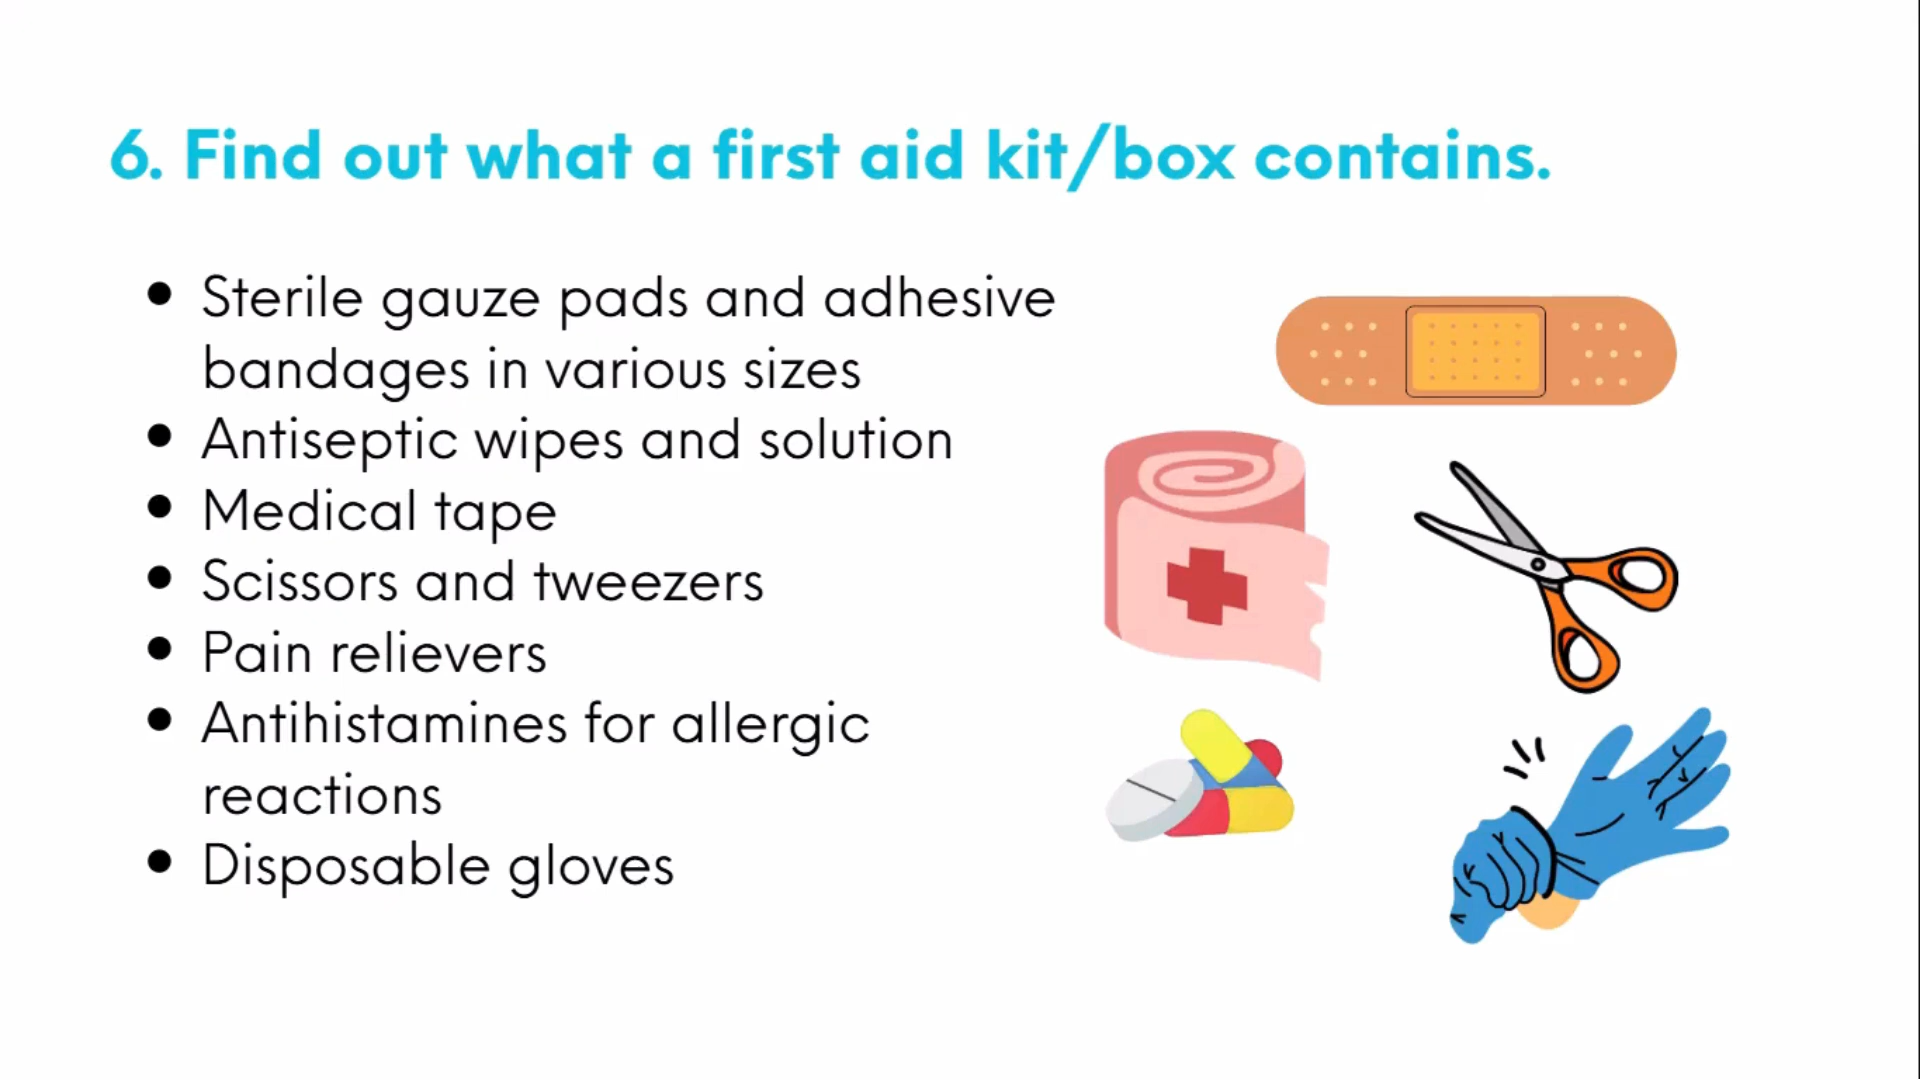 6. Find out what a first aid kit/box contains.
• Sterile gauze pads and adhesive
bandages in various sizes
• Antiseptic wipes and solution
• Medical tape
• Scissors and tweezers
• Pain relievers
• Antihistamines for allergic
reactions
• Disposable gloves